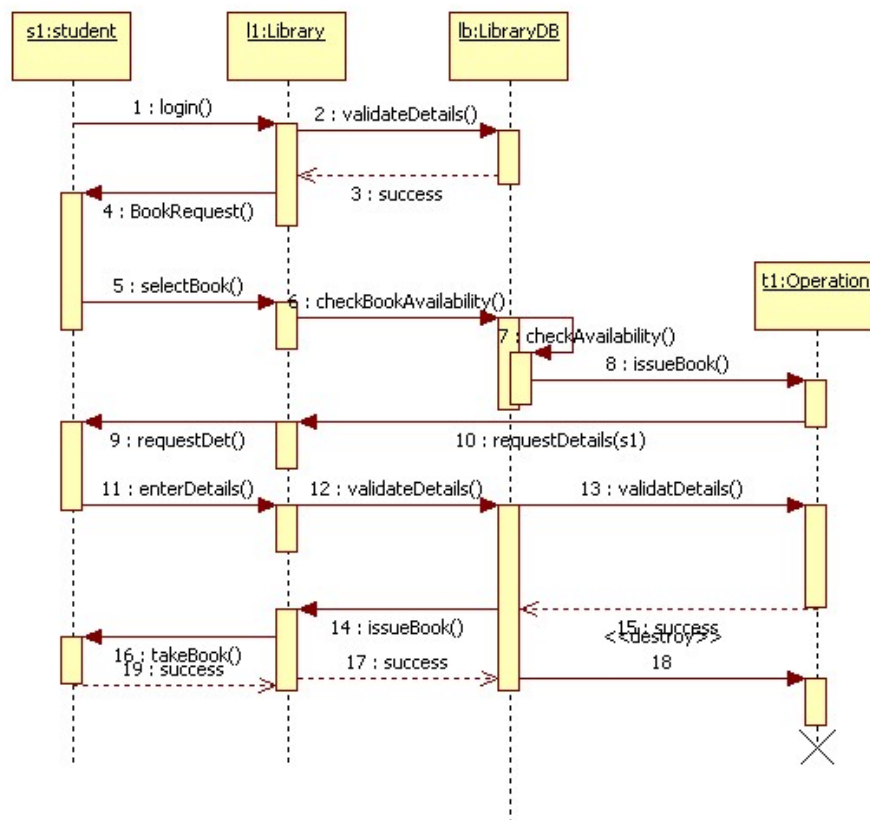 s1:student
l1:Library
lb:LibraryDB
1 : login()
2 : validateDetails()
3 : success
4 : BookRequest()
t1:Operation
5 : selectBook()
6 : checkBookAvailability()
7 : checkAvailability()
8 : issueBook()
9 : requestDet()
10 : requestDetails(s1)
11 : enterDetails()
12 : validateDetails()
13 : validatDetails()
14 : issueBook()
15 : success
<<destroy>>
16 : takeBook()
17 : success
18
19 : success